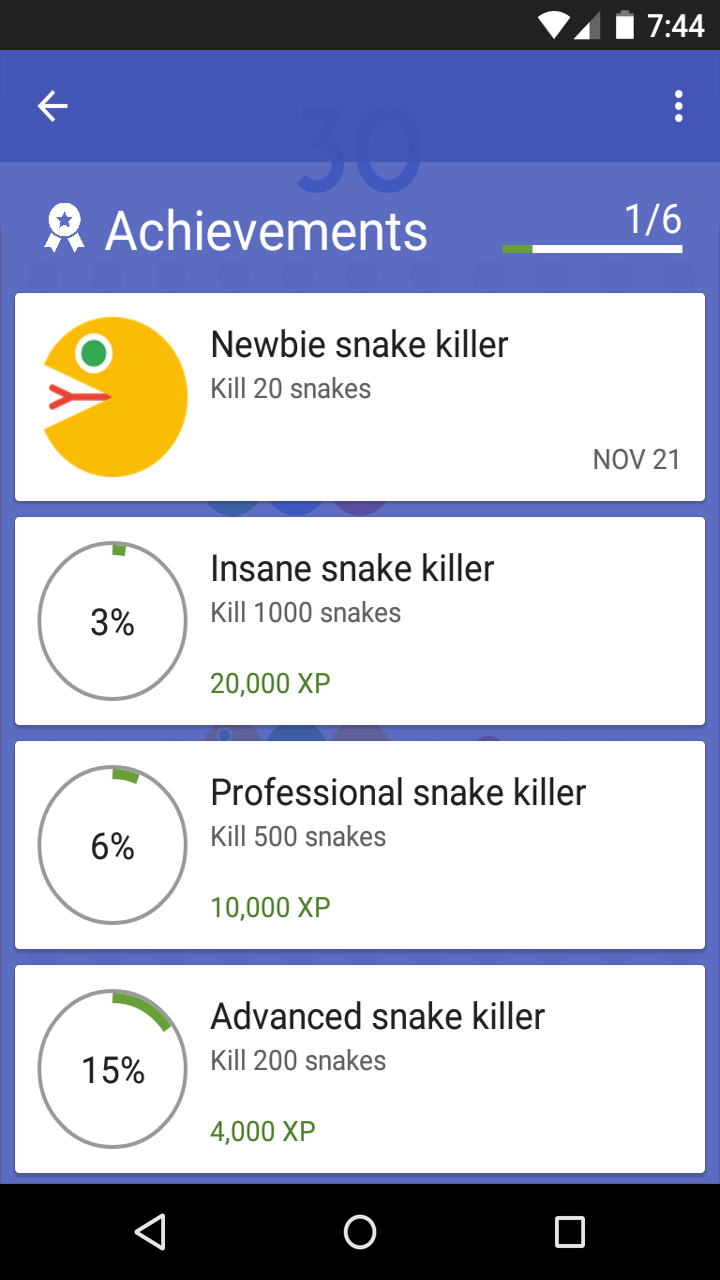 7:44
30
Achievements
1/6
Newbie snake killer
Kill 20 snakes
NOV 21
3%
Insane snake killer
Kill 1000 snakes
20,000 XP
6%
Professional snake killer
Kill 500 snakes
10,000 XP
15%
Advanced snake killer
Kill 200 snakes
4,000 XP